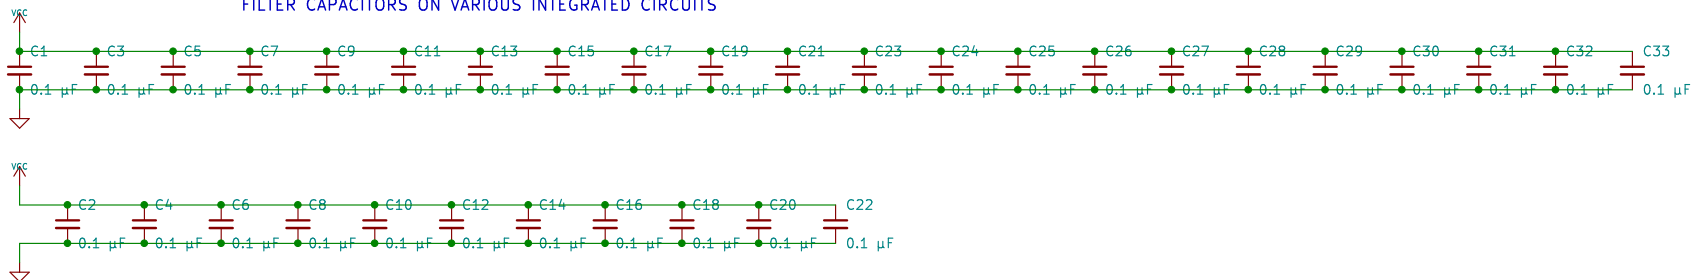 FILTER CAPACITORS ON VARIOUS INTEGRATED CIRCUITS
VCC
C1 C3 C5 C7 C9 C11 C13 C15 C17 C19 C21 C23 C24 C25 C26 C27 C28 C29 C30 C31 C32 C33
0.1 µF 0.1 µF 0.1 µF 0.1 µF 0.1 µF 0.1 µF 0.1 µF 0.1 µF 0.1 µF 0.1 µF 0.1 µF 0.1 µF 0.1 µF 0.1 µF 0.1 µF 0.1 µF 0.1 µF 0.1 µF 0.1 µF 0.1 µF 0.1 µF 0.1 µF
VCC
C2 C4 C6 C8 C10 C12 C14 C16 C18 C20 C22
0.1 µF 0.1 µF 0.1 µF 0.1 µF 0.1 µF 0.1 µF 0.1 µF 0.1 µF 0.1 µF 0.1 µF 0.1 µF